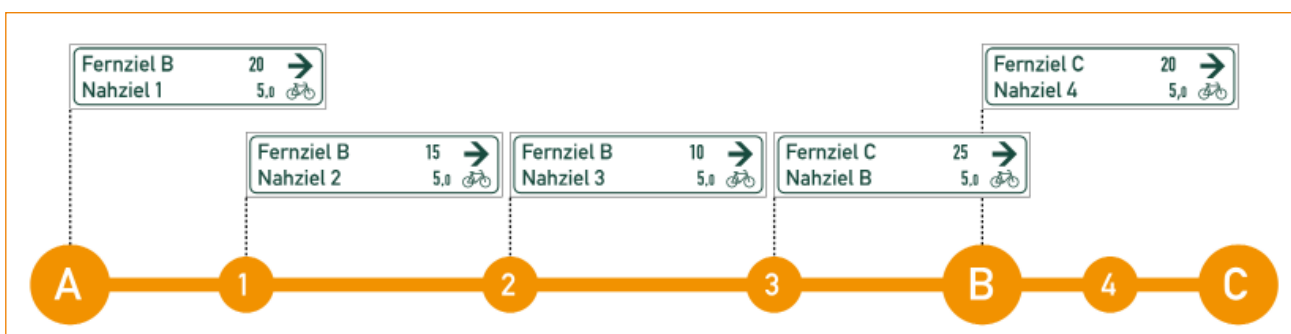 Fernziel B 20
Nahziel 1 5,0
Fernziel C 20
Nahziel 4 5,0
Fernziel B 15
Nahziel 2 5,0
Fernziel B 10
Nahziel 3 5,0
Fernziel C 25
Nahziel B 5,0
A 1 2 3 B 4 C